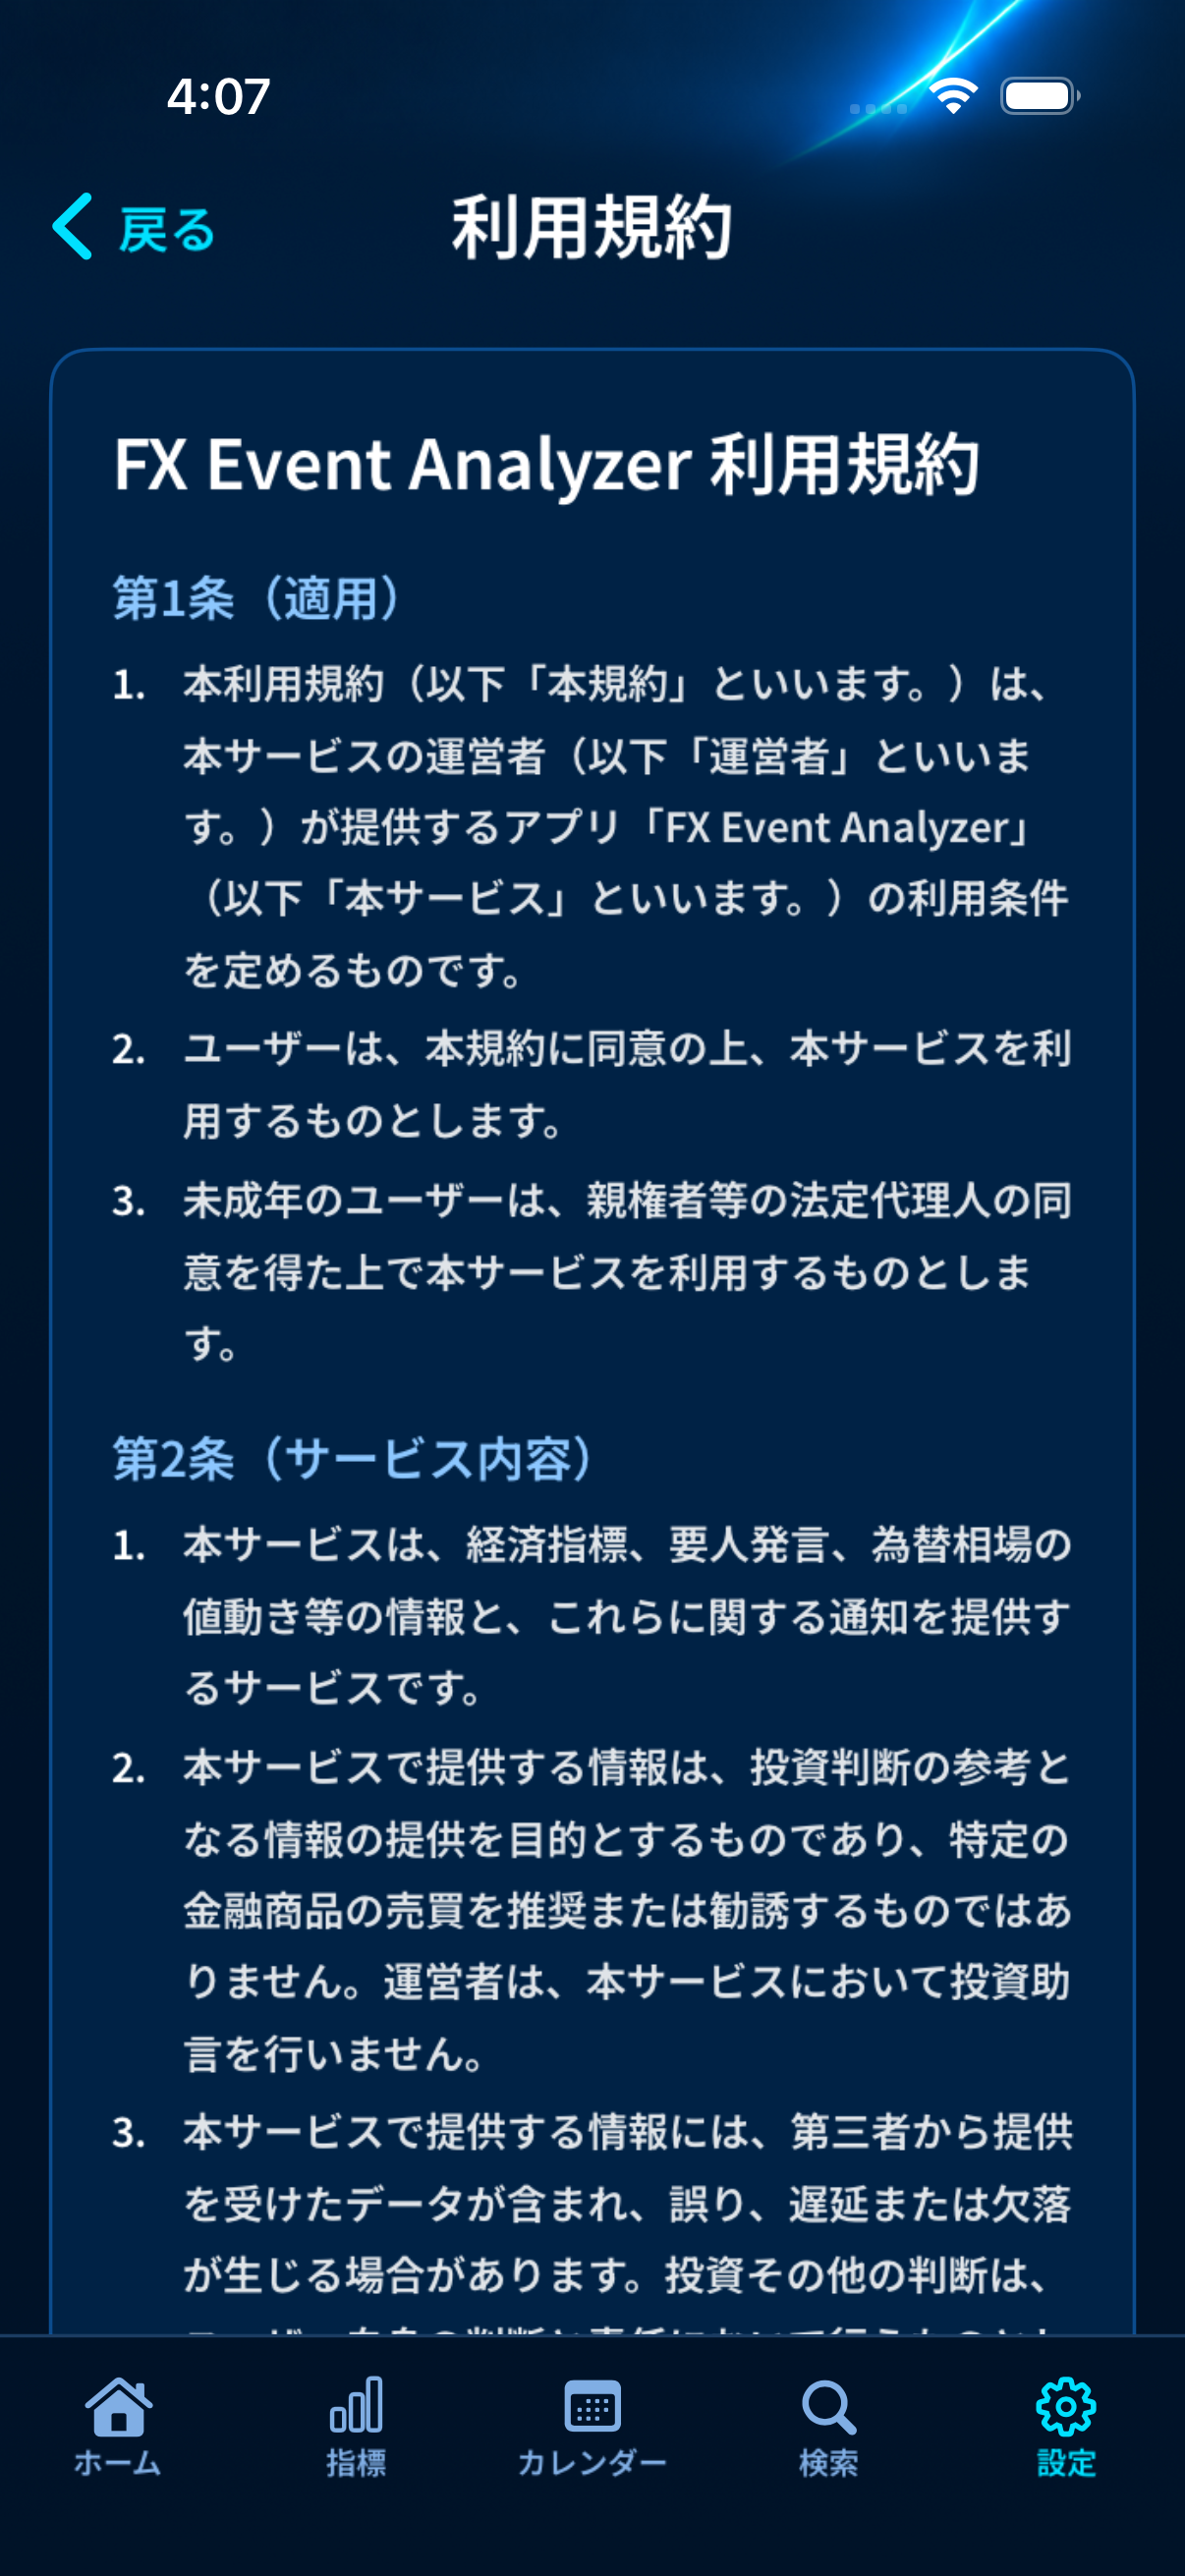 4:07
戻る
利用規約
FX Event Analyzer 利用規約
第1条（適用）
1. 本利用規約（以下「本規約」といいます。）は、
本サービスの運営者（以下「運営者」といいま
す。）が提供するアプリ「FX Event Analyzer」
（以下「本サービス」といいます。）の利用条件
を定めるものです。
2. ユーザーは、本規約に同意の上、本サービスを利
用するものとします。
3. 未成年のユーザーは、親権者等の法定代理人の同
意を得た上で本サービスを利用するものとしま
す。
第2条（サービス内容）
1. 本サービスは、経済指標、要人発言、為替相場の
値動き等の情報と、これらに関する通知を提供す
るサービスです。
2. 本サービスで提供する情報は、投資判断の参考と
なる情報の提供を目的とするものであり、特定の
金融商品の売買を推奨または勧誘するものではあ
りません。運営者は、本サービスにおいて投資助
言を行いません。
3. 本サービスで提供する情報には、第三者から提供
を受けたデータが含まれ、誤り、遅延または欠落
が生じる場合があります。投資その他の判断は、
ホーム
指標
カレンダー
検索
設定